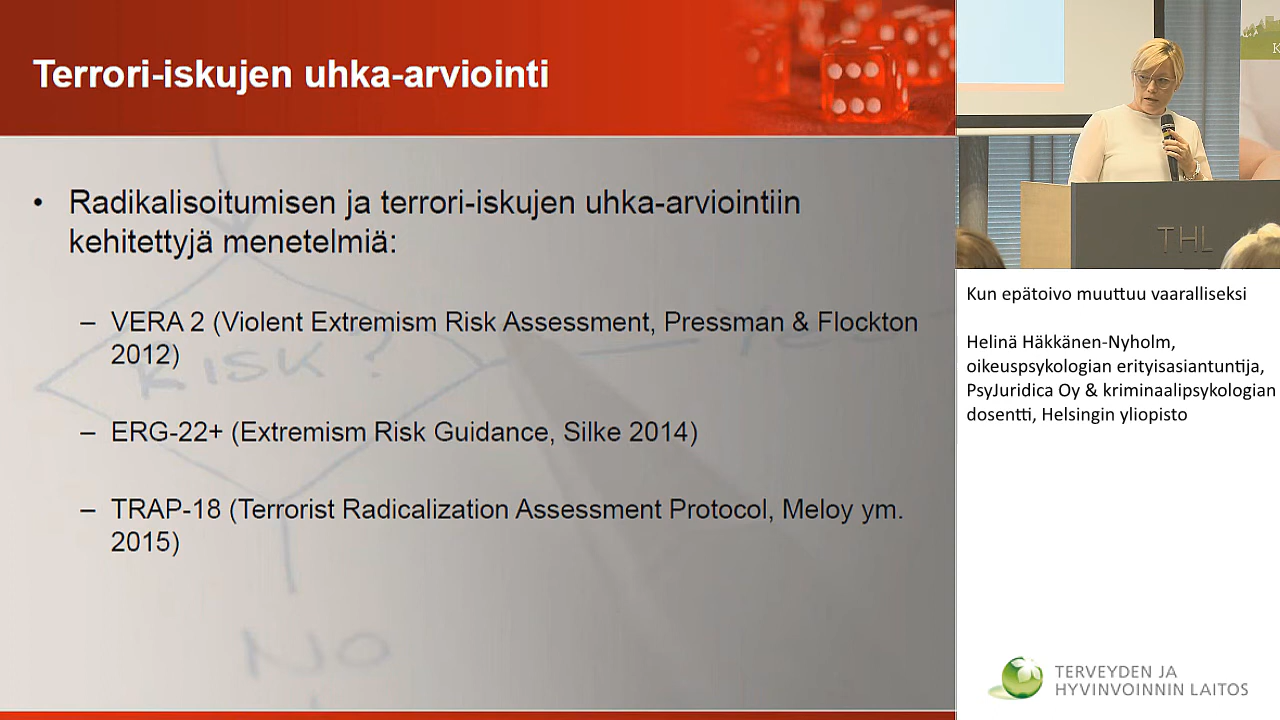 Terrori-iskujen uhka-arviointi
• Radikalisoitumisen ja terrori-iskujen uhka-arviointiin
kehitettyjä menetelmiä:
– VERA 2 (Violent Extremism Risk Assessment, Pressman & Flockton
2012)
– ERG-22+ (Extremism Risk Guidance, Silke 2014)
– TRAP-18 (Terrorist Radicalization Assessment Protocol, Meloy ym.
2015)
RISK?
YES
NO
THL
K
Kun epätoivo muuttuu vaaralliseksi
Helinä Häkkänen-Nyholm,
oikeuspsykologian erityisasiantuntija,
PsyJuridica Oy & kriminaalipsykologian
dosentti, Helsingin yliopisto
TERVEYDEN JA
HYVINVOINNIN LAITOS